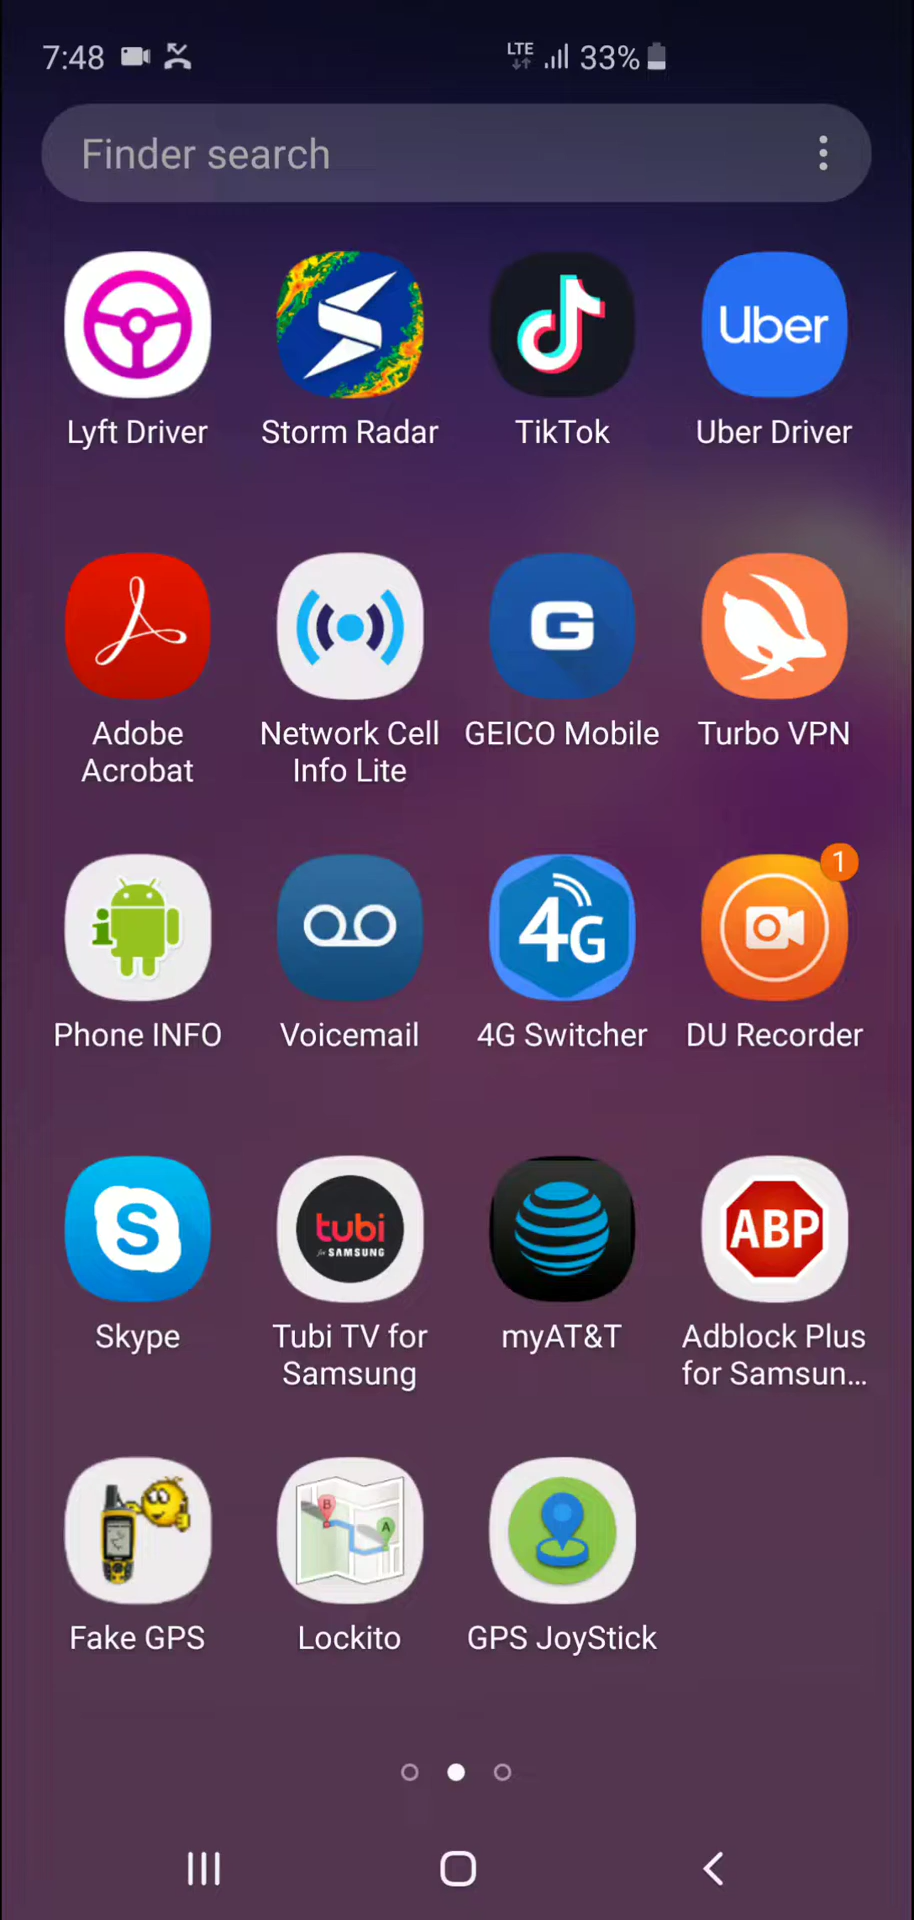 7:48 LTE 33%
Finder search
Uber
Lyft Driver Storm Radar TikTok Uber Driver
G
Adobe Network Cell GEICO Mobile Turbo VPN
Acrobat Info Lite
i 4G 1
Phone INFO Voicemail 4G Switcher DU Recorder
S tubi ABP
for SAMSUNG
Skype Tubi TV for myAT&T Adblock Plus
Samsung for Samsun...
B A
Fake GPS Lockito GPS JoyStick